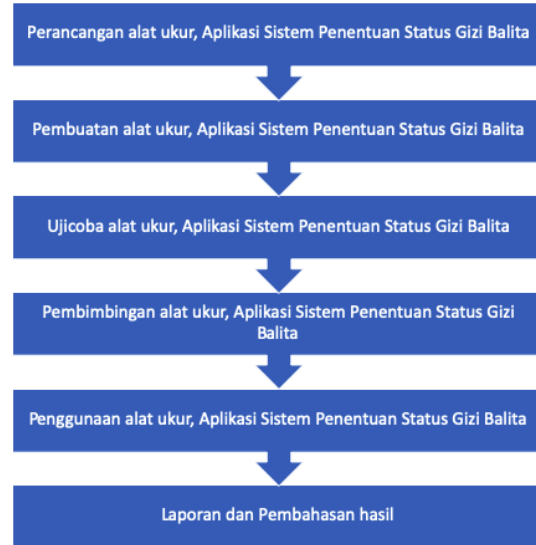 Perancangan alat ukur, Aplikasi Sistem Penentuan Status Gizi Balita
Pembuatan alat ukur, Aplikasi Sistem Penentuan Status Gizi Balita
Ujicoba alat ukur, Aplikasi Sistem Penentuan Status Gizi Balita
Pembimbingan alat ukur, Aplikasi Sistem Penentuan Status Gizi
Balita
Penggunaan alat ukur, Aplikasi Sistem Penentuan Status Gizi Balita
Laporan dan Pembahasan hasil